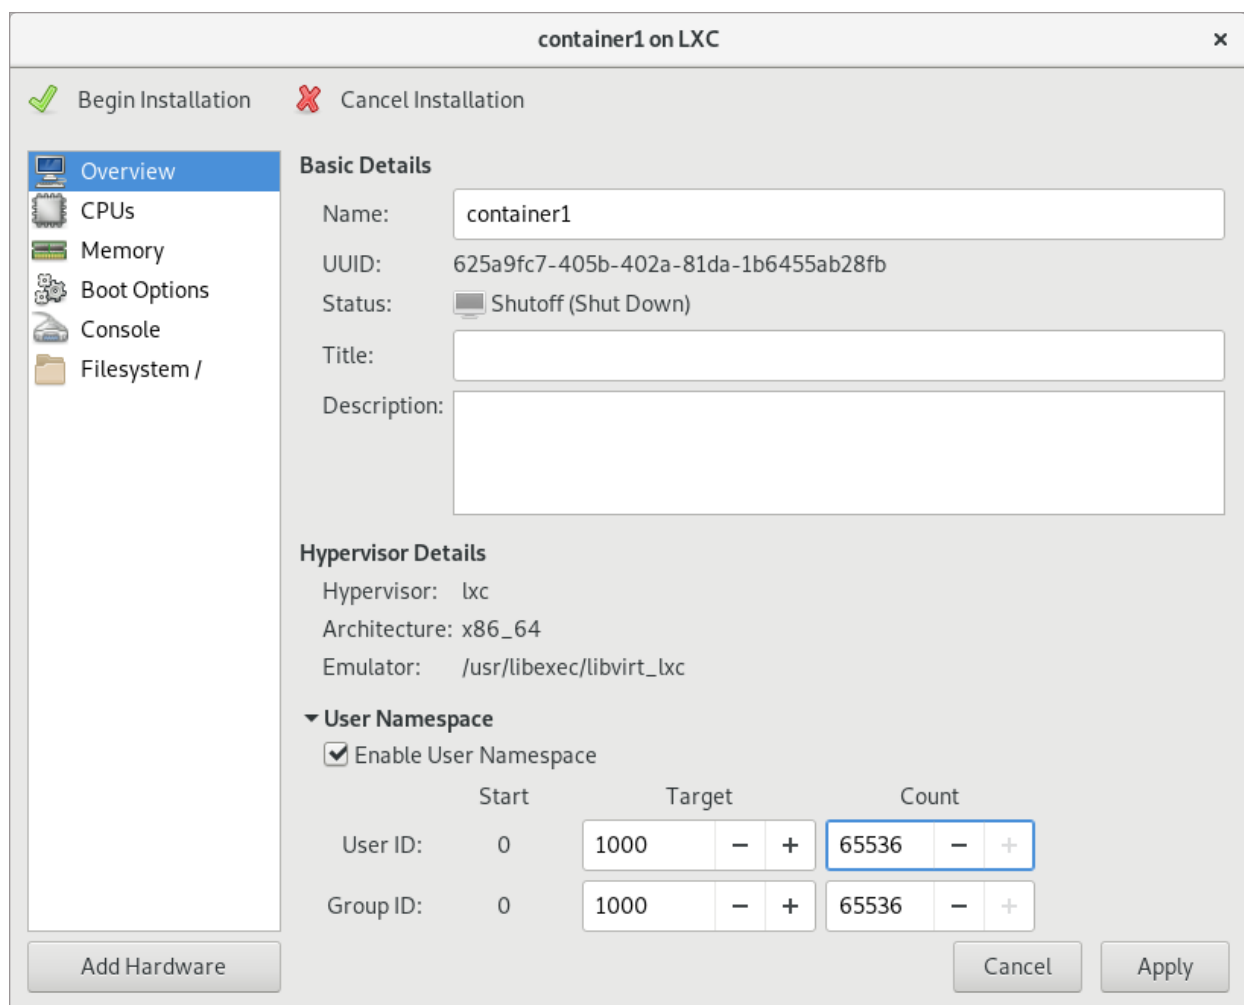 container1 on LXC
×
Begin Installation
Cancel Installation
Overview
CPUs
Memory
Boot Options
Console
Filesystem /
Add Hardware
Basic Details
Name: container1
UUID: 625a9fc7-405b-402a-81da-1b6455ab28fb
Status: Shutoff (Shut Down)
Title:
Description:
Hypervisor Details
Hypervisor: lxc
Architecture: x86_64
Emulator: /usr/libexec/libvirt_lxc
User Namespace
Enable User Namespace
Start Target Count
User ID: 0 1000 − + 65536 − +
Group ID: 0 1000 − + 65536 − +
Cancel Apply